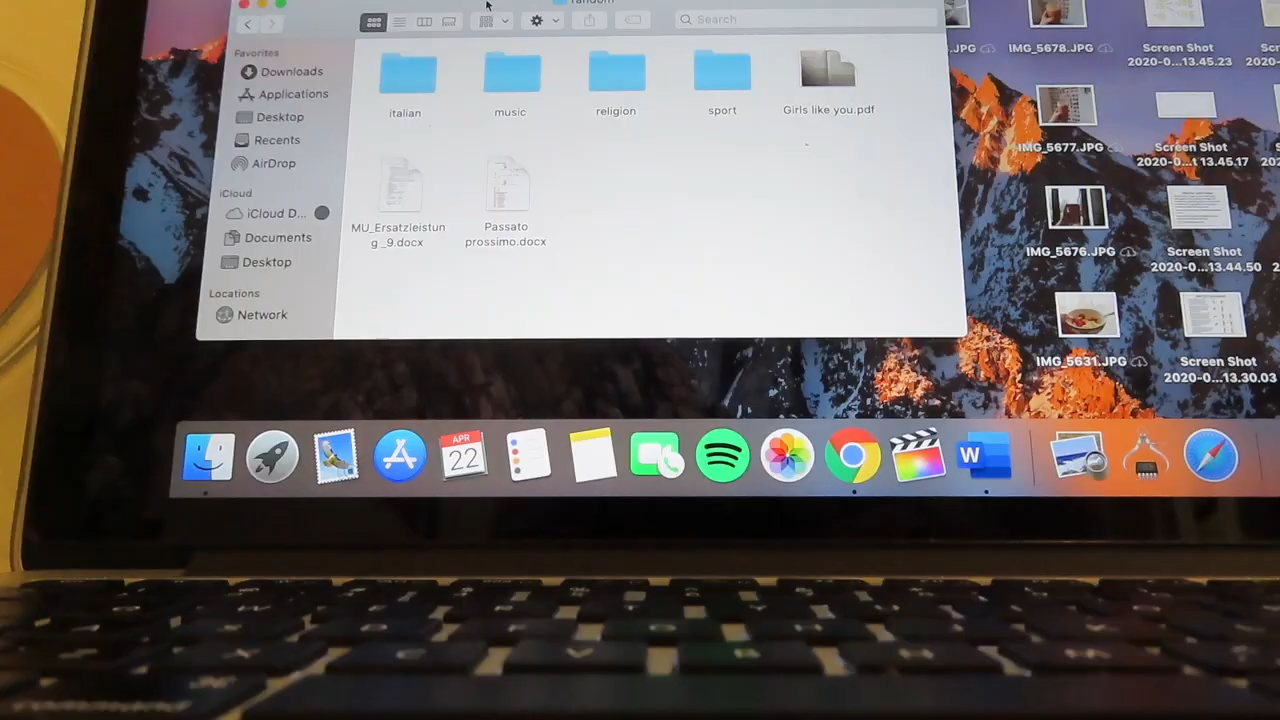 random
Search
Favorites
Downloads
Applications
Desktop
Recents
AirDrop
iCloud
iCloud D...
Documents
Desktop
Locations
Network
italian
music
religion
sport
Girls like you.pdf
MU_Ersatzleistun
g _9.docx
Passato
prossimo.docx
.JPG
IMG_5678.JPG
Screen Shot
2020-0...13.45.23
IMG_5677.JPG
Screen Shot
2020-0...t 13.45.17
IMG_5676.JPG
Screen Shot
2020-0...13.44.50
IMG_5631.JPG
Screen Shot
2020-0...13.30.03
APR
22
W